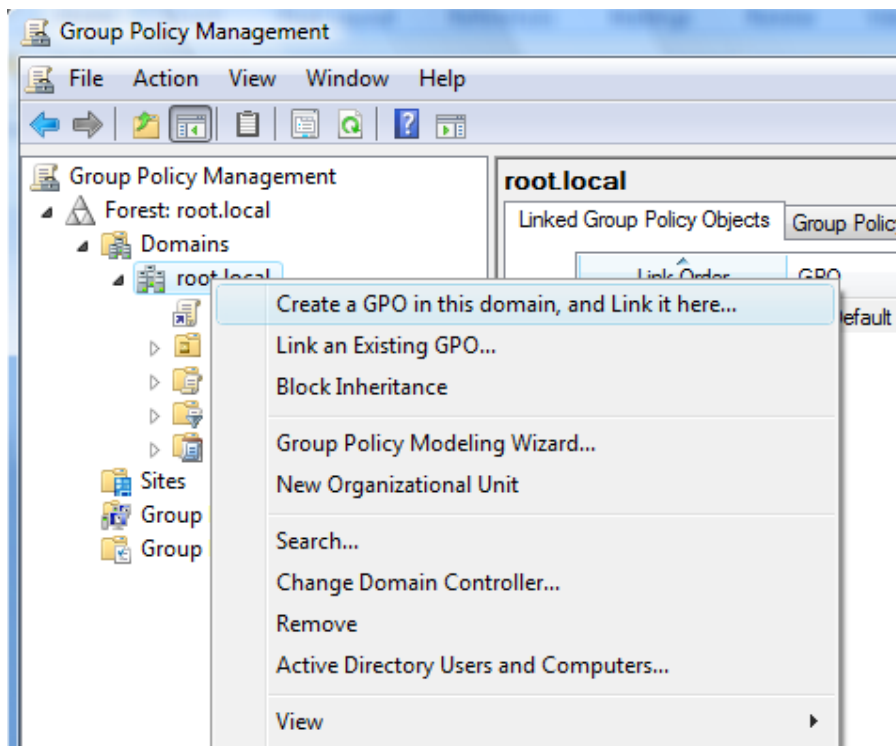 Group Policy Management
File Action View Window Help
Group Policy Management
Forest: root.local
Domains
root.local
Sites
Group
Group
root.local
Linked Group Policy Objects
Group Polic
Link Order
GPO
efault
Create a GPO in this domain, and Link it here...
Link an Existing GPO...
Block Inheritance
Group Policy Modeling Wizard...
New Organizational Unit
Search...
Change Domain Controller...
Remove
Active Directory Users and Computers...
View